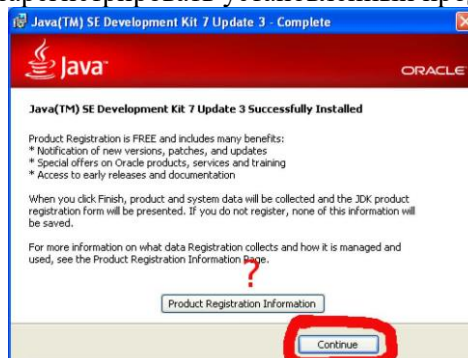 Java(TM) SE Development Kit 7 Update 3 - Complete
Java
ORACLE
Java(TM) SE Development Kit 7 Update 3 Successfully Installed
Product Registration is FREE and includes many benefits:
* Notification of new versions, patches, and updates
* Special offers on Oracle products, services and training
* Access to early releases and documentation
When you click Finish, product and system data will be collected and the JDK product
registration form will be presented. If you do not register, none of this information will
be saved.
For more information on what data Registration collects and how it is managed and
used, see the Product Registration Information Page.
?
Product Registration Information
Continue